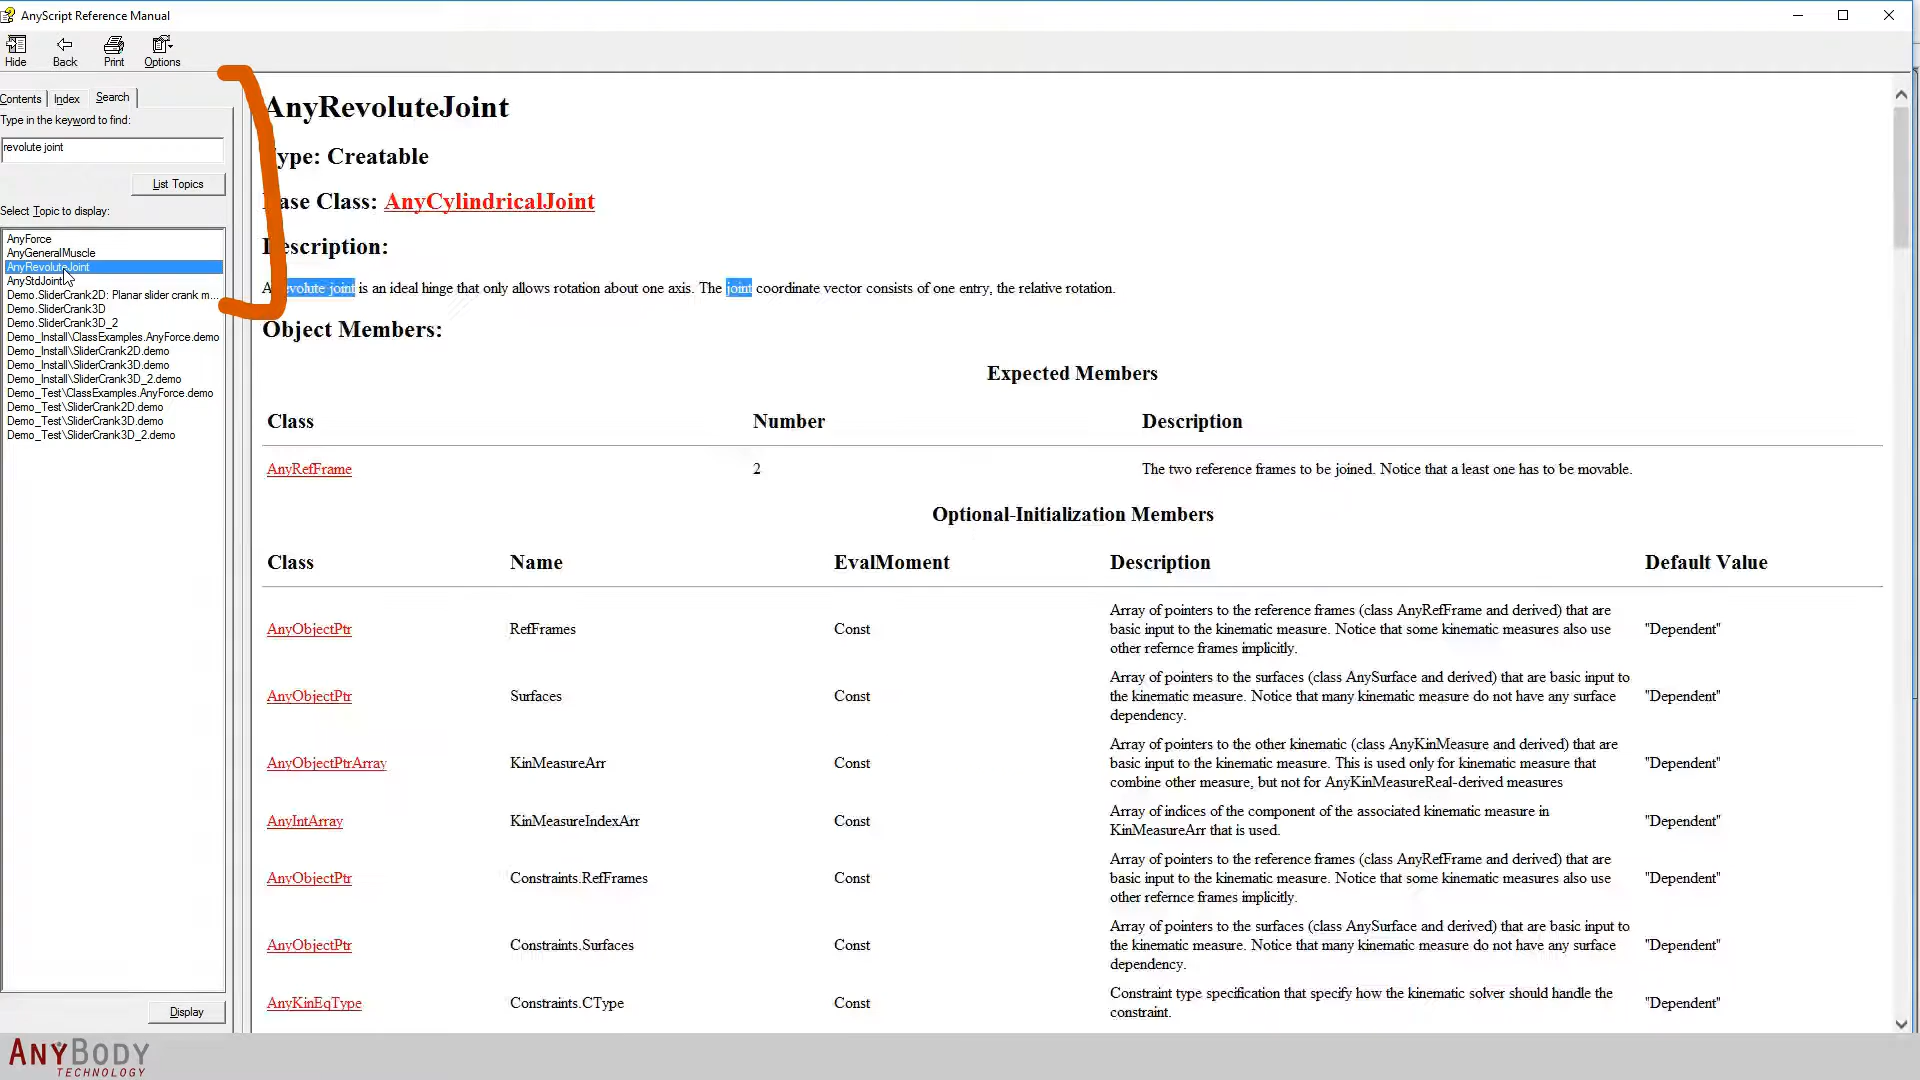 AnyScript Reference Manual
Hide Back Print Options
Contents Index Search
Type in the keyword to find:
revolute joint
List Topics
Select Topic to display:
AnyForce
AnyGeneralMuscle
AnyRevoluteJoint
AnyStdJoint
Demo.SliderCrank2D: Planar slider crank m...
Demo.SliderCrank3D
Demo.SliderCrank3D_2
Demo_Install\ClassExamples.AnyForce.demo
Demo_Install\SliderCrank2D.demo
Demo_Install\SliderCrank3D.demo
Demo_Install\SliderCrank3D_2.demo
Demo_Test\ClassExamples.AnyForce.demo
Demo_Test\SliderCrank2D.demo
Demo_Test\SliderCrank3D.demo
Demo_Test\SliderCrank3D_2.demo
Display
AnyRevoluteJoint
Type: Creatable
Base Class: AnyCylindricalJoint
Description:
A revolute joint is an ideal hinge that only allows rotation about one axis. The joint coordinate vector consists of one entry, the relative rotation.
Object Members:
Expected Members
Class Number Description
AnyRefFrame 2 The two reference frames to be joined. Notice that a least one has to be movable.
Optional-Initialization Members
Class Name EvalMoment Description Default Value
Array of pointers to the reference frames (class AnyRefFrame and derived) that are
AnyObjectPtr RefFrames Const basic input to the kinematic measure. Notice that some kinematic measures also use "Dependent"
other refernce frames implicitly.
Array of pointers to the surfaces (class AnySurface and derived) that are basic input to
AnyObjectPtr Surfaces Const the kinematic measure. Notice that many kinematic measure do not have any surface "Dependent"
dependency.
Array of pointers to the other kinematic (class AnyKinMeasure and derived) that are
AnyObjectPtrArray KinMeasureArr Const basic input to the kinematic measure. This is used only for kinematic measure that "Dependent"
combine other measure, but not for AnyKinMeasureReal-derived measures
Array of indices of the component of the associated kinematic measure in
AnyIntArray KinMeasureIndexArr Const "Dependent"
KinMeasureArr that is used.
Array of pointers to the reference frames (class AnyRefFrame and derived) that are
AnyObjectPtr Constraints.RefFrames Const basic input to the kinematic measure. Notice that some kinematic measures also use "Dependent"
other refernce frames implicitly.
Array of pointers to the surfaces (class AnySurface and derived) that are basic input to
AnyObjectPtr Constraints.Surfaces Const the kinematic measure. Notice that many kinematic measure do not have any surface "Dependent"
dependency.
Constraint type specification that specify how the kinematic solver should handle the
AnyKinEqType Constraints.CType Const "Dependent"
constraint.
ANYBODY
TECHNOLOGY